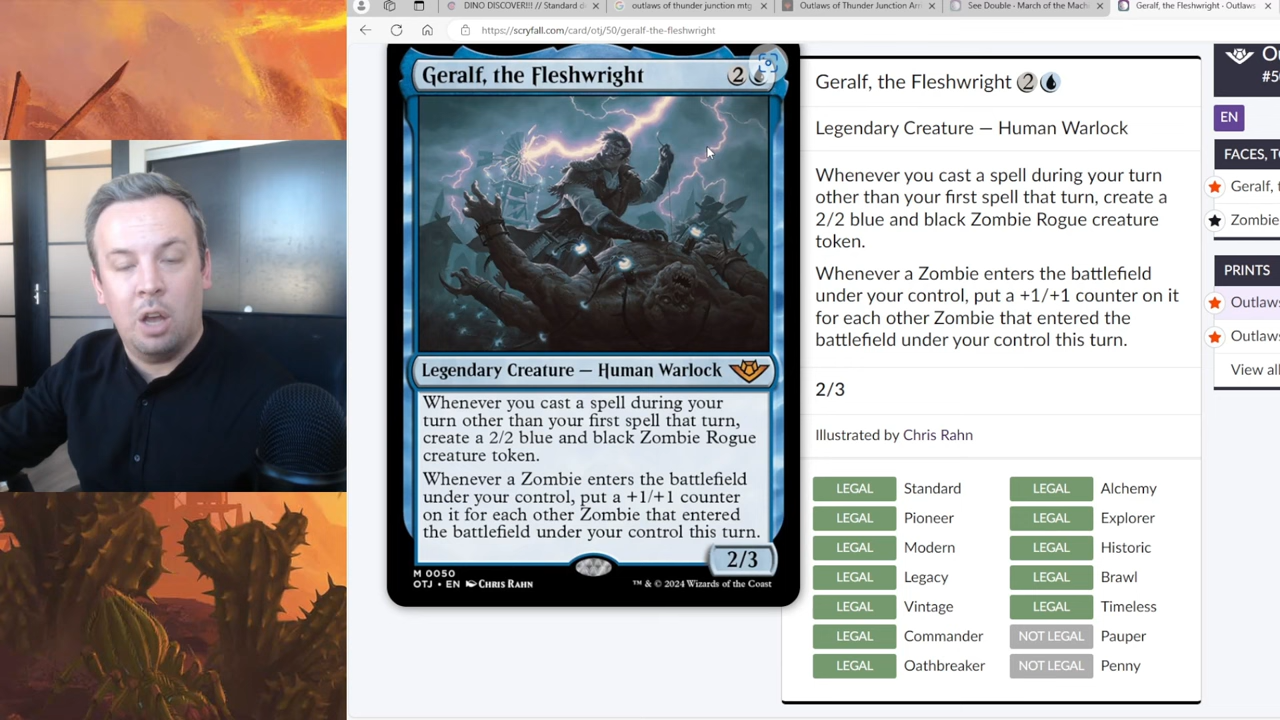 DINO DISCOVER!!! // Standard d
outlaws of thunder junction mtg
Outlaws of Thunder Junction Art
See Double - March of the Mach
Geralf, the Fleshwright - Outlaws
https://scryfall.com/card/otj/50/geralf-the-fleshwright
Geralf, the Fleshwright 2
Legendary Creature — Human Warlock
Whenever you cast a spell during your
turn other than your first spell that turn,
create a 2/2 blue and black Zombie Rogue
creature token.
Whenever a Zombie enters the battlefield
under your control, put a +1/+1 counter
on it for each other Zombie that entered
the battlefield under your control this turn.
2/3
M 0050
OTJ • EN CHRIS RAHN
™ & © 2024 Wizards of the Coast
Geralf, the Fleshwright 2
Legendary Creature — Human Warlock
Whenever you cast a spell during your turn
other than your first spell that turn, create a
2/2 blue and black Zombie Rogue creature
token.
Whenever a Zombie enters the battlefield
under your control, put a +1/+1 counter on it
for each other Zombie that entered the
battlefield under your control this turn.
2/3
Illustrated by Chris Rahn
LEGAL Standard LEGAL Alchemy
LEGAL Pioneer LEGAL Explorer
LEGAL Modern LEGAL Historic
LEGAL Legacy LEGAL Brawl
LEGAL Vintage LEGAL Timeless
LEGAL Commander NOT LEGAL Pauper
LEGAL Oathbreaker NOT LEGAL Penny
Ou
#5
EN
FACES, TO
Geralf, t
Zombie
PRINTS
Outlaws
Outlaws
View all